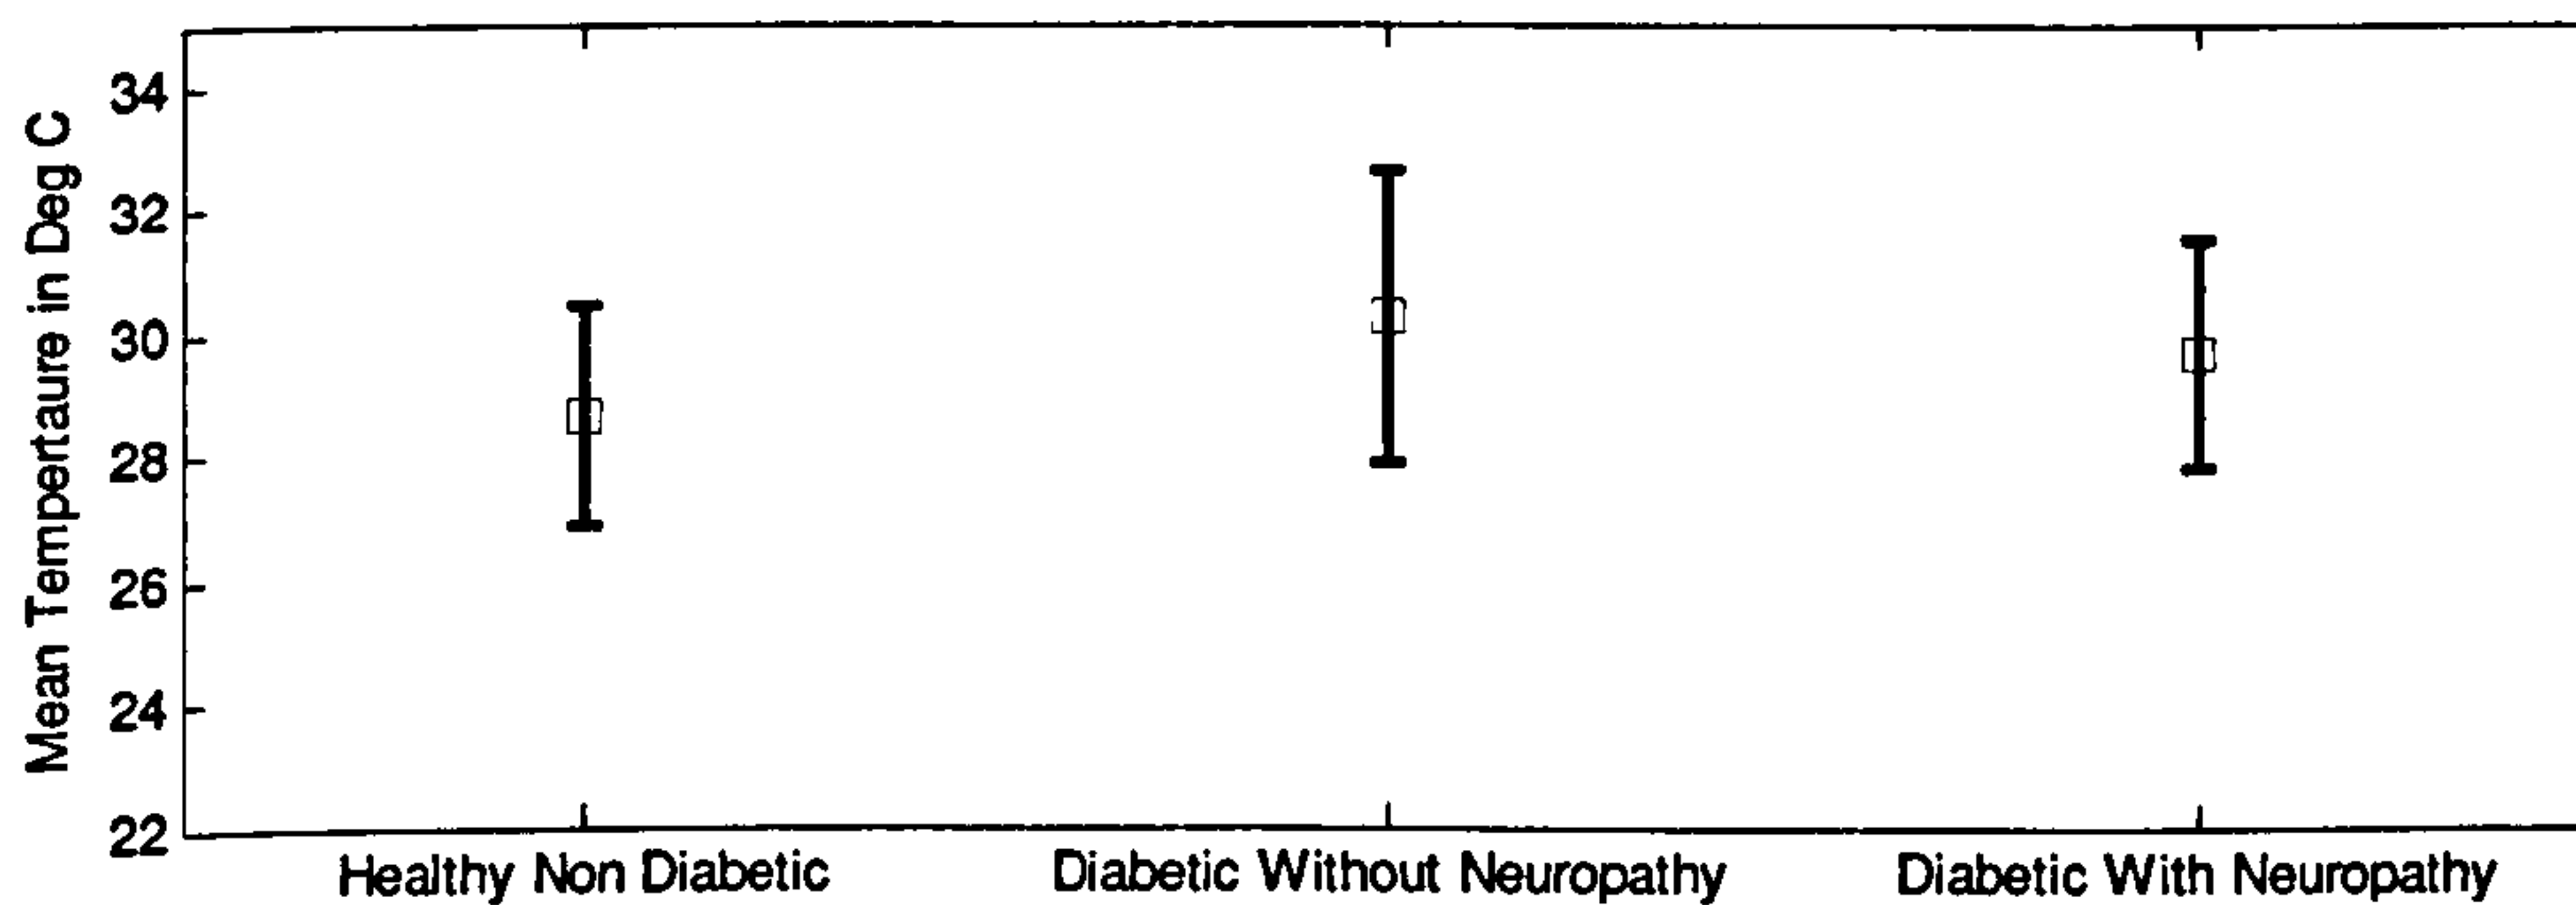 Mean Tempertaure in Deg C
34
32
30
28
26
24
22
Healthy Non Diabetic
Diabetic Without Neuropathy
Diabetic With Neuropathy